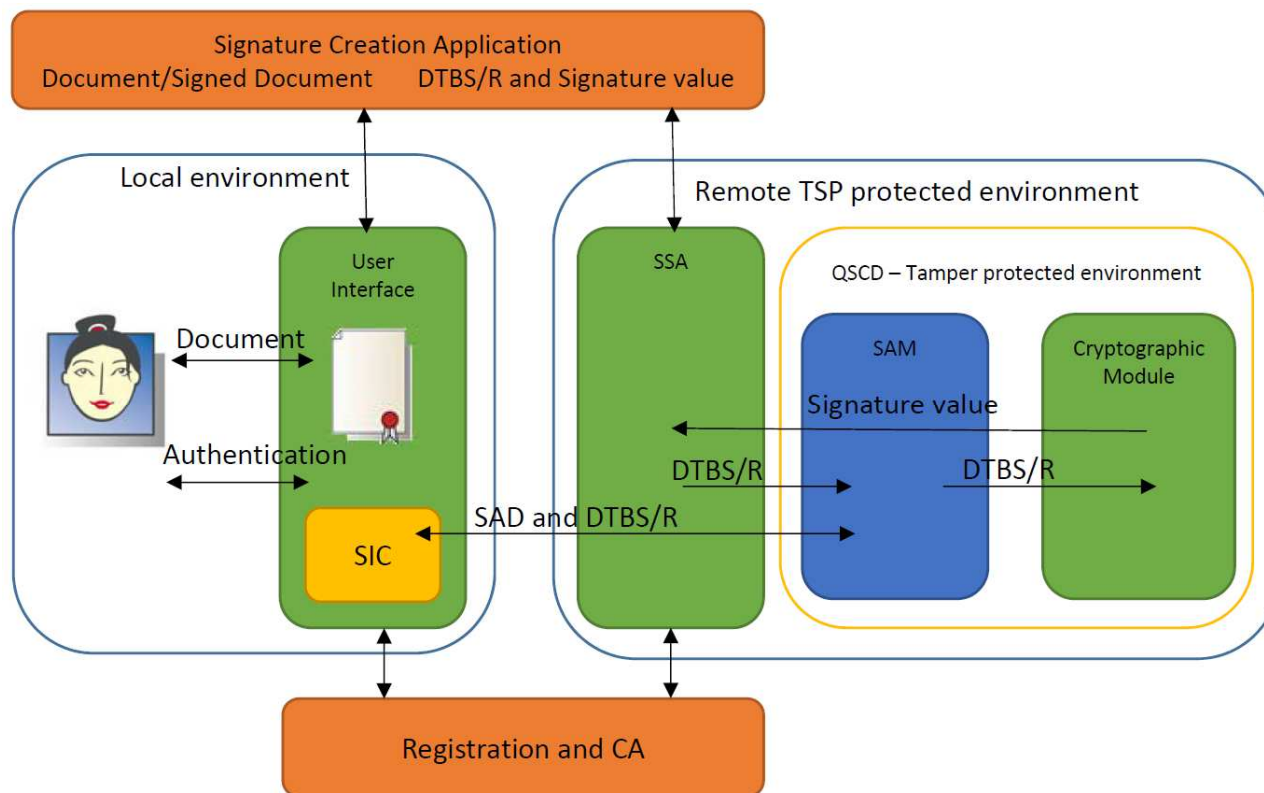 Signature Creation Application
Document/Signed Document DTBS/R and Signature value
Local environment
Remote TSP protected environment
User
Interface
SSA
QSCD – Tamper protected environment
Document
SAM
Cryptographic
Module
Signature value
Authentication
DTBS/R
DTBS/R
SAD and DTBS/R
SIC
Registration and CA